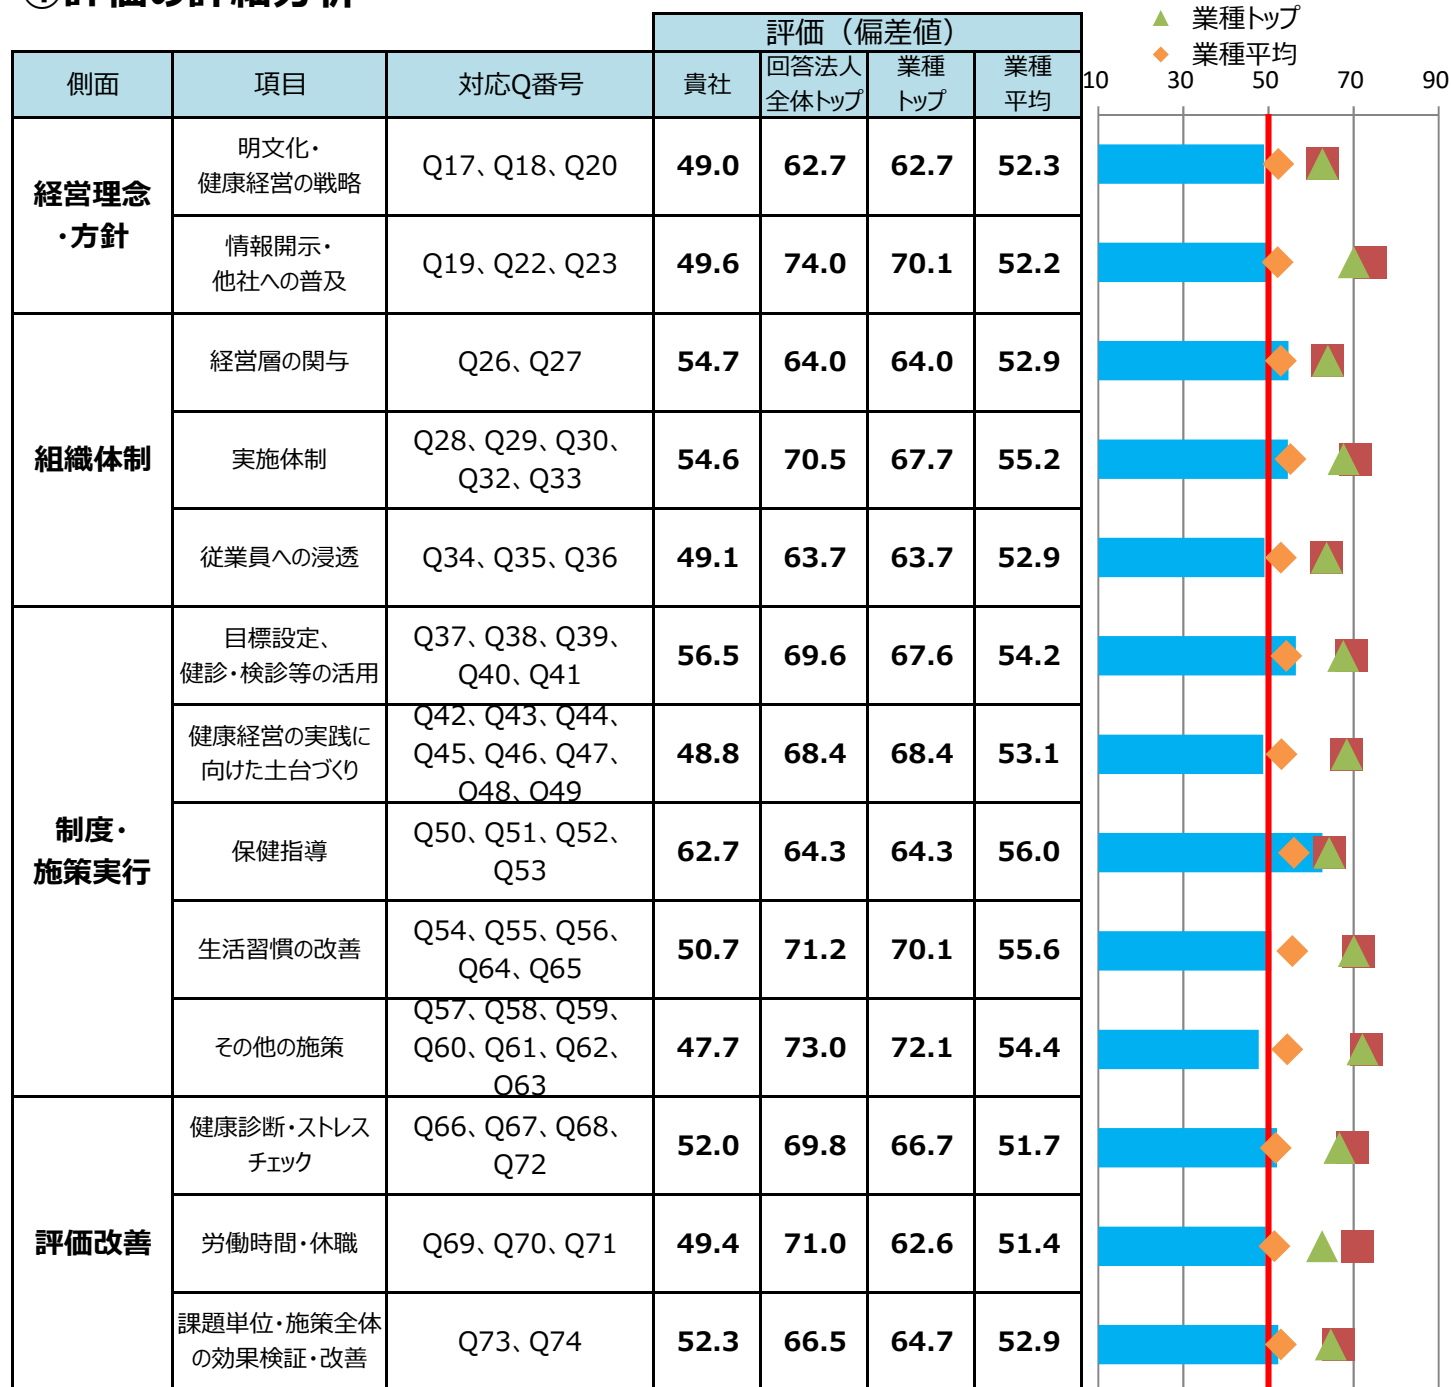 ④評価の詳細分析
▲ 業種トップ
◆ 業種平均
評価（偏差値）
側面 項目 対応Q番号 貴社 回答法人全体トップ 業種トップ 業種平均
10 30 50 70 90
経営理念・方針
明文化・健康経営の戦略 Q17、Q18、Q20 49.0 62.7 62.7 52.3
情報開示・他社への普及 Q19、Q22、Q23 49.6 74.0 70.1 52.2
組織体制
経営層の関与 Q26、Q27 54.7 64.0 64.0 52.9
実施体制 Q28、Q29、Q30、Q32、Q33 54.6 70.5 67.7 55.2
従業員への浸透 Q34、Q35、Q36 49.1 63.7 63.7 52.9
制度・施策実行
目標設定、健診・検診等の活用 Q37、Q38、Q39、Q40、Q41 56.5 69.6 67.6 54.2
健康経営の実践に向けた土台づくり Q42、Q43、Q44、Q45、Q46、Q47、Q48、Q49 48.8 68.4 68.4 53.1
保健指導 Q50、Q51、Q52、Q53 62.7 64.3 64.3 56.0
生活習慣の改善 Q54、Q55、Q56、Q64、Q65 50.7 71.2 70.1 55.6
その他の施策 Q57、Q58、Q59、Q60、Q61、Q62、Q63 47.7 73.0 72.1 54.4
評価改善
健康診断・ストレスチェック Q66、Q67、Q68、Q72 52.0 69.8 66.7 51.7
労働時間・休職 Q69、Q70、Q71 49.4 71.0 62.6 51.4
課題単位・施策全体の効果検証・改善 Q73、Q74 52.3 66.5 64.7 52.9